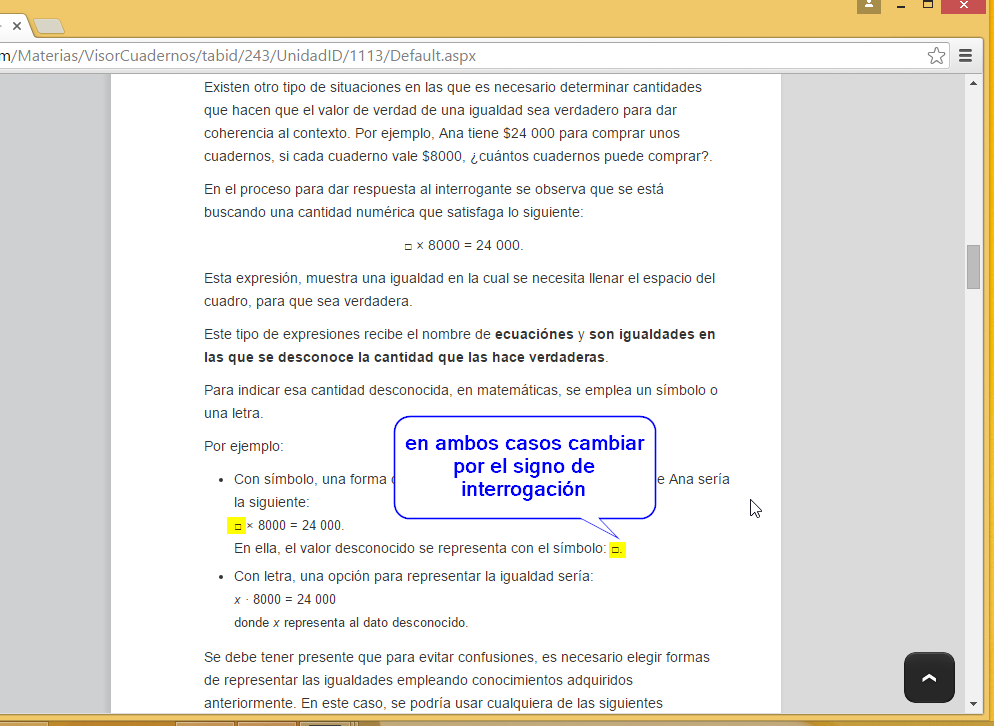 m/Materias/VisorCuadernos/tabid/243/UnidadID/1113/Default.aspx
Existen otro tipo de situaciones en las que es necesario determinar cantidades
que hacen que el valor de verdad de una igualdad sea verdadero para dar
coherencia al contexto. Por ejemplo, Ana tiene $24 000 para comprar unos
cuadernos, si cada cuaderno vale $8000, ¿cuántos cuadernos puede comprar?.
En el proceso para dar respuesta al interrogante se observa que se está
buscando una cantidad numérica que satisfaga lo siguiente:
□ × 8000 = 24 000.
Esta expresión, muestra una igualdad en la cual se necesita llenar el espacio del
cuadro, para que sea verdadera.
Este tipo de expresiones recibe el nombre de ecuaciónes y son igualdades en
las que se desconoce la cantidad que las hace verdaderas.
Para indicar esa cantidad desconocida, en matemáticas, se emplea un símbolo o
una letra.
Por ejemplo:
en ambos casos cambiar
por el signo de
interrogación
• Con símbolo, una forma e Ana sería
la siguiente:
□ × 8000 = 24 000.
En ella, el valor desconocido se representa con el símbolo: □.
• Con letra, una opción para representar la igualdad sería:
x · 8000 = 24 000
donde x representa al dato desconocido.
Se debe tener presente que para evitar confusiones, es necesario elegir formas
de representar las igualdades empleando conocimientos adquiridos
anteriormente. En este caso, se podría usar cualquiera de las siguientes